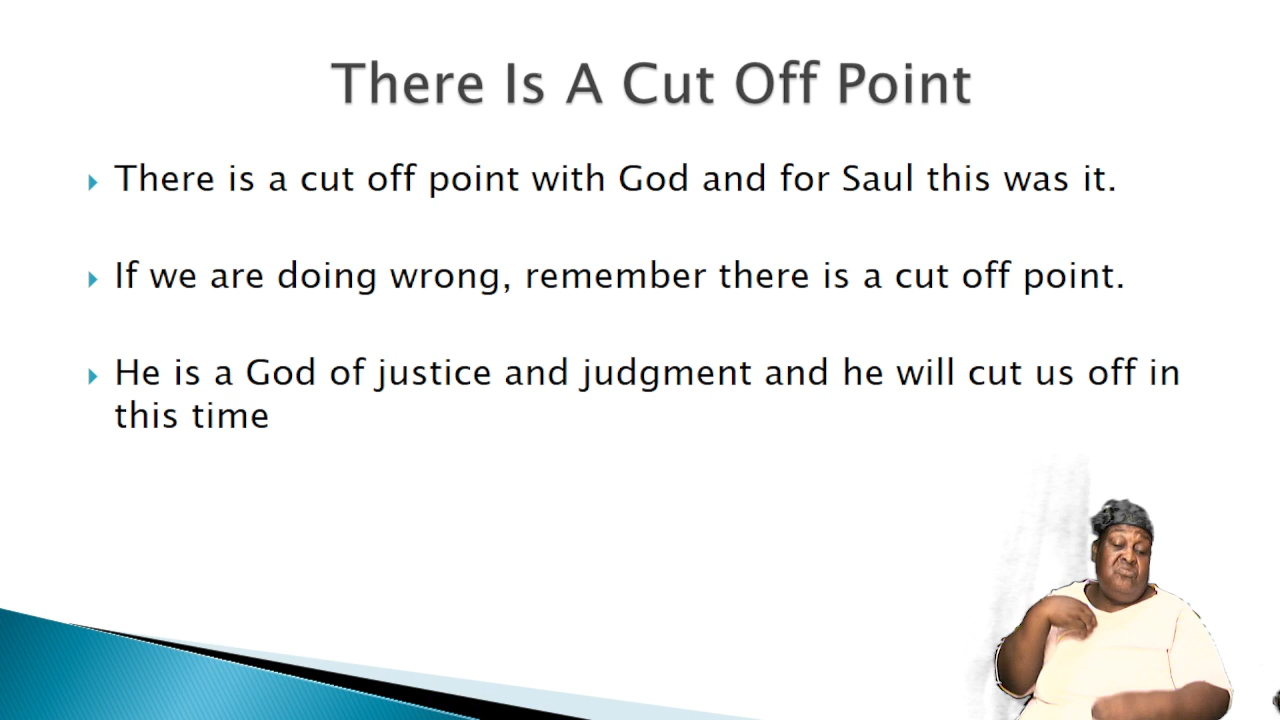 There Is A Cut Off Point
There is a cut off point with God and for Saul this was it.
If we are doing wrong, remember there is a cut off point.
He is a God of justice and judgment and he will cut us off in
this time